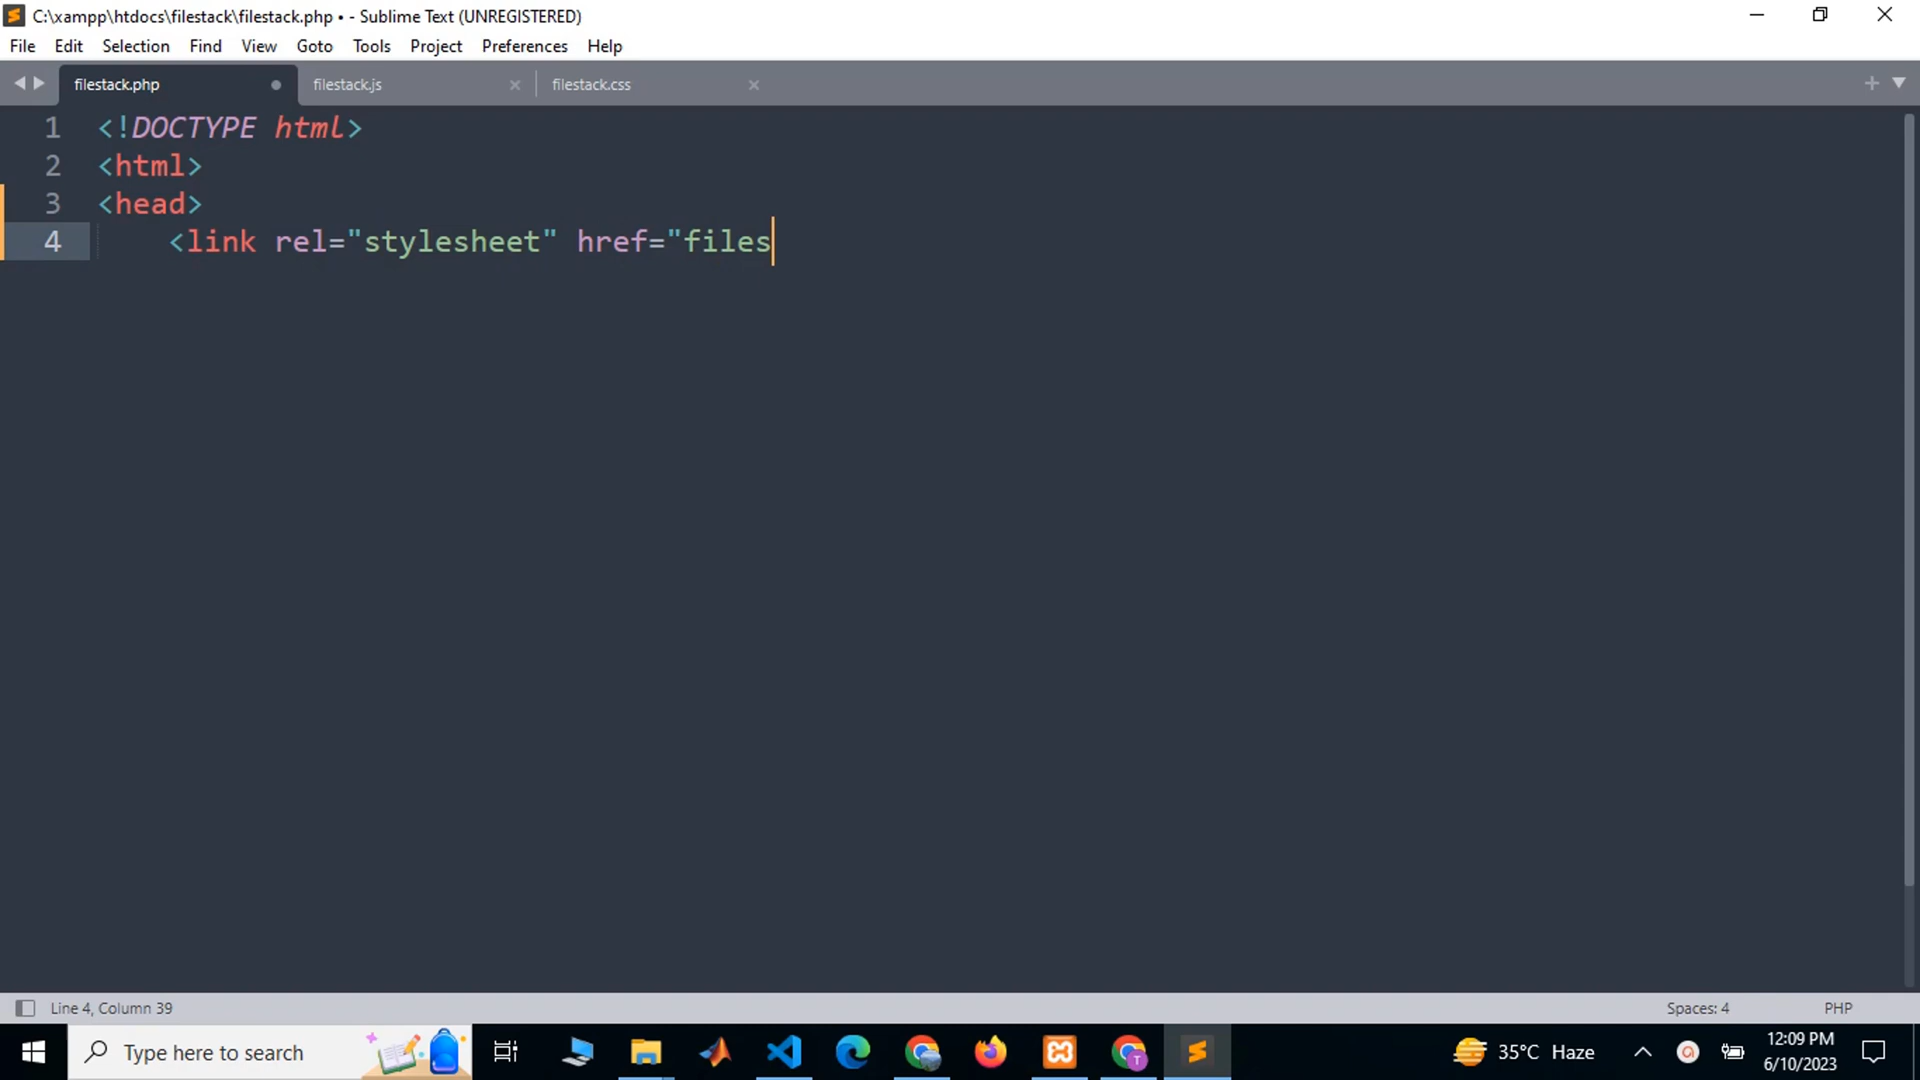 C:\xampp\htdocs\filestack\filestack.php • - Sublime Text (UNREGISTERED)
File Edit Selection Find View Goto Tools Project Preferences Help
filestack.php filestack.js filestack.css
1 <!DOCTYPE html>
2 <html>
3 <head>
4 <link rel="stylesheet" href="files
Line 4, Column 39 Spaces: 4 PHP
Type here to search 35°C Haze 12:09 PM
6/10/2023